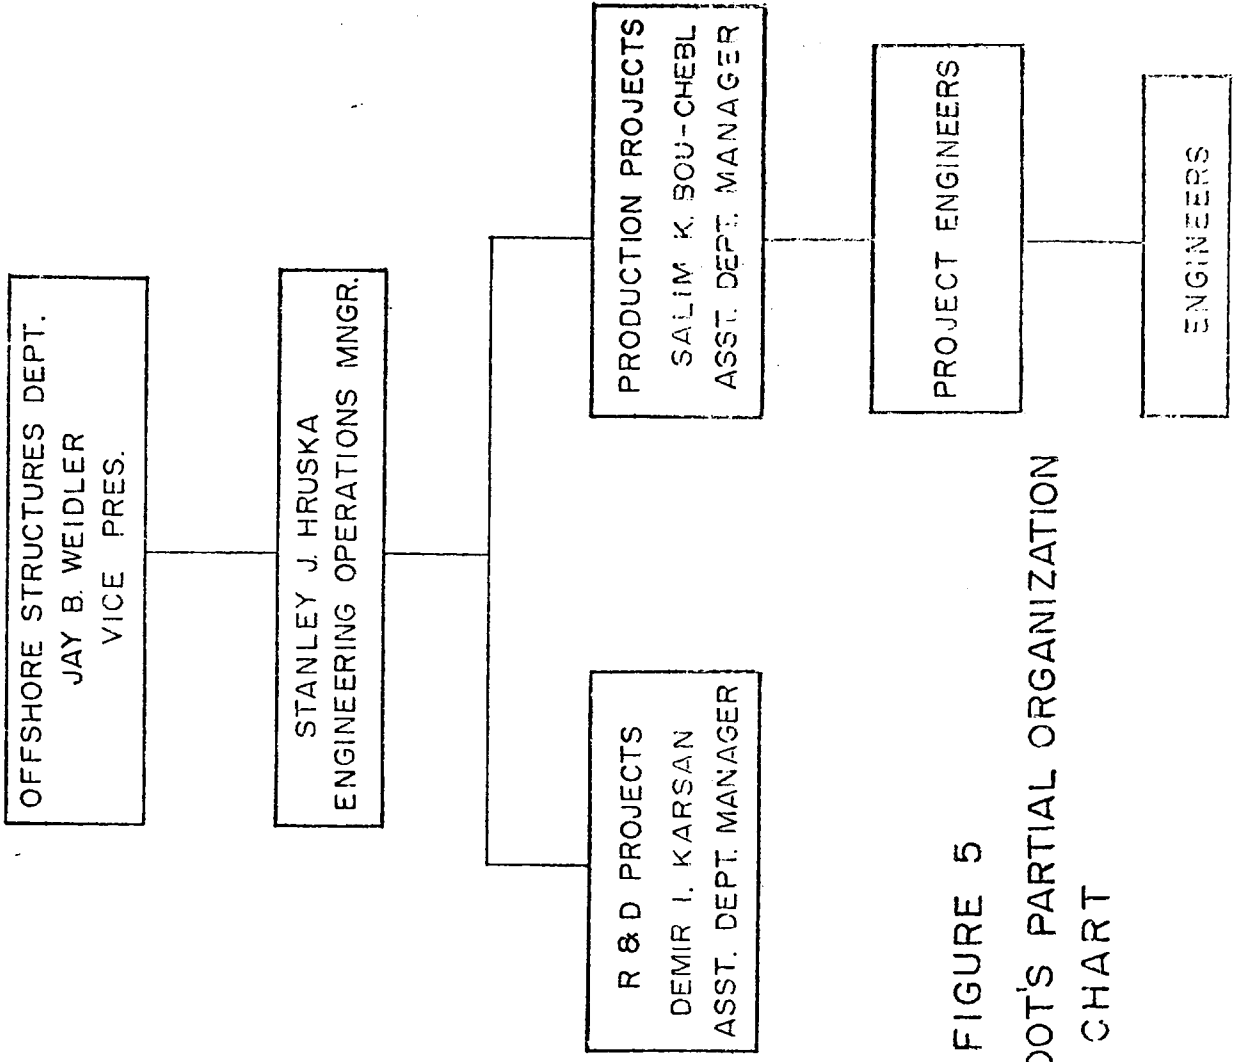 OFFSHORE STRUCTURES DEPT.
JAY B. WEIDLER
VICE PRES.
STANLEY J. HRUSKA
ENGINEERING OPERATIONS MNGR.
R & D PROJECTS
DEMIR I. KARSAN
ASST. DEPT. MANAGER
PRODUCTION PROJECTS
SALIM K. BOU-CHEBL
ASST. DEPT. MANAGER
PROJECT ENGINEERS
ENGINEERS
FIGURE 5
OOT'S PARTIAL ORGANIZATION
CHART